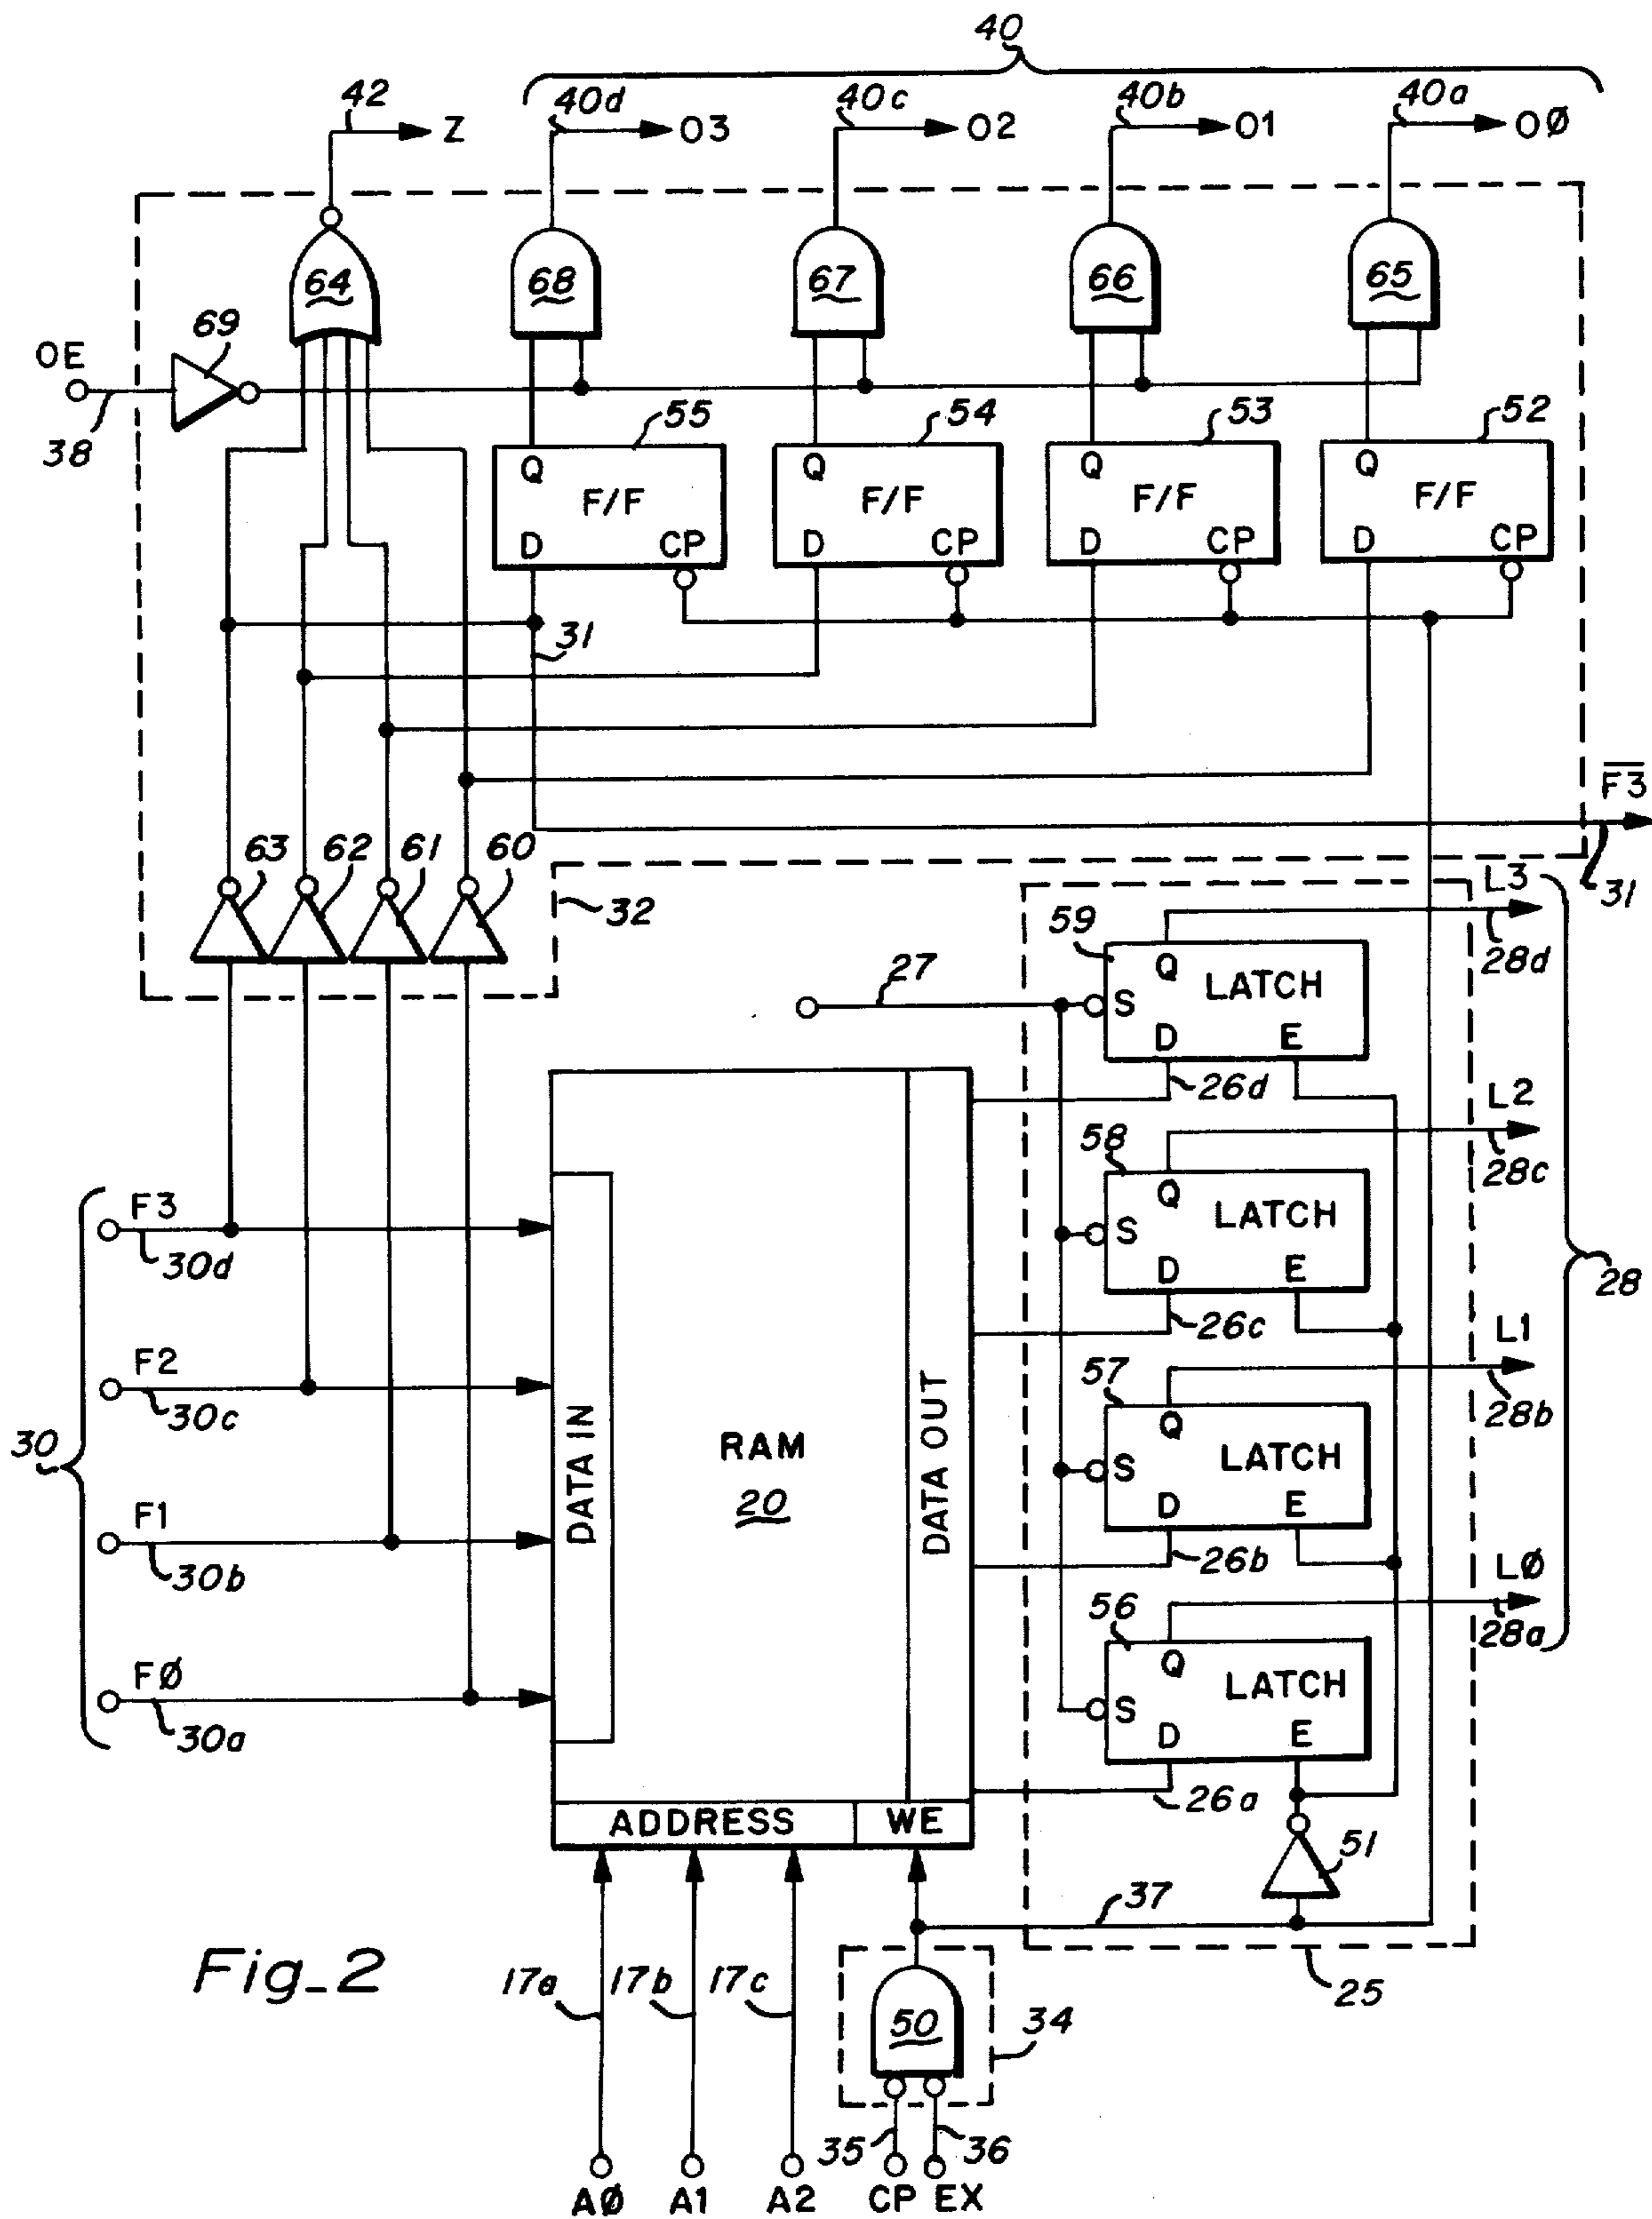 40
42
Z
40d
O3
40c
O2
40b
O1
40a
OØ
64
68
67
66
65
69
OE
38
55
54
53
52
Q
F/F
D
CP
Q
F/F
D
CP
Q
F/F
D
CP
Q
F/F
D
CP
31
F̅3̅
31
63
62
61
60
32
27
59
S
Q
LATCH
D
E
L3
28d
26d
58
S
Q
LATCH
D
E
L2
28c
26c
57
S
Q
LATCH
D
E
L1
28b
26b
56
S
Q
LATCH
D
E
LØ
28a
26a
28
30
F3
30d
F2
30c
F1
30b
FØ
30a
DATA IN
RAM
20
DATA OUT
ADDRESS
WE
51
37
25
Fig_2
17a
17b
17c
50
34
35
36
AØ
A1
A2
CP
EX